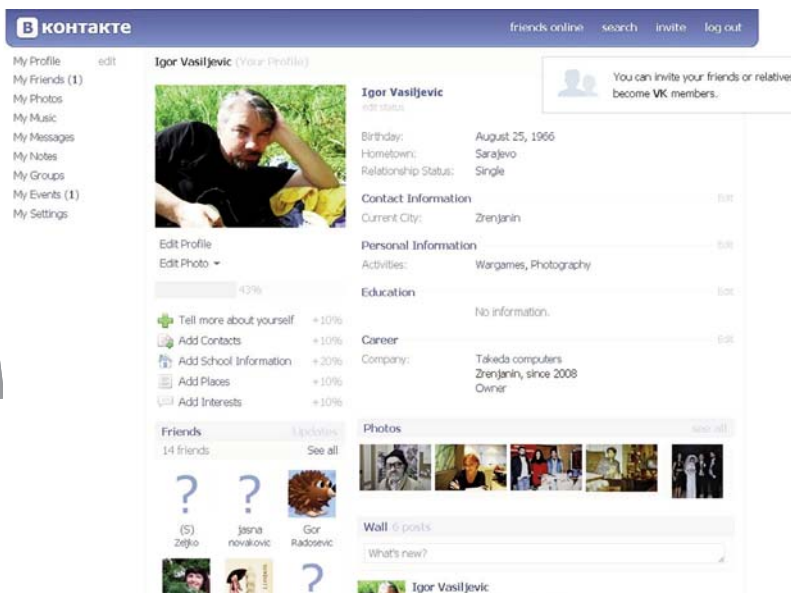 В контакте
friends online search invite log out
My Profile edit
My Friends (1)
My Photos
My Music
My Messages
My Notes
My Groups
My Events (1)
My Settings
Igor Vasiljevic (Your Profile)
You can invite your friends or relatives
become VK members.
Edit Profile
Edit Photo
43%
Tell more about yourself +10%
Add Contacts +10%
Add School Information +20%
Add Places +10%
Add Interests +10%
Friends Updates
14 friends See all
? ?
(S) Zeljko
jasna novakovic
Gor Radosevic
?
Igor Vasiljevic
edit status
Birthday: August 25, 1966
Hometown: Sarajevo
Relationship Status: Single
Contact Information Edit
Current City: Zrenjanin
Personal Information Edit
Activities: Wargames, Photography
Education Edit
No information.
Career Edit
Company: Takeda computers
Zrenjanin, since 2008
Owner
Photos see all
Wall 6 posts
What's new?
Igor Vasiljevic